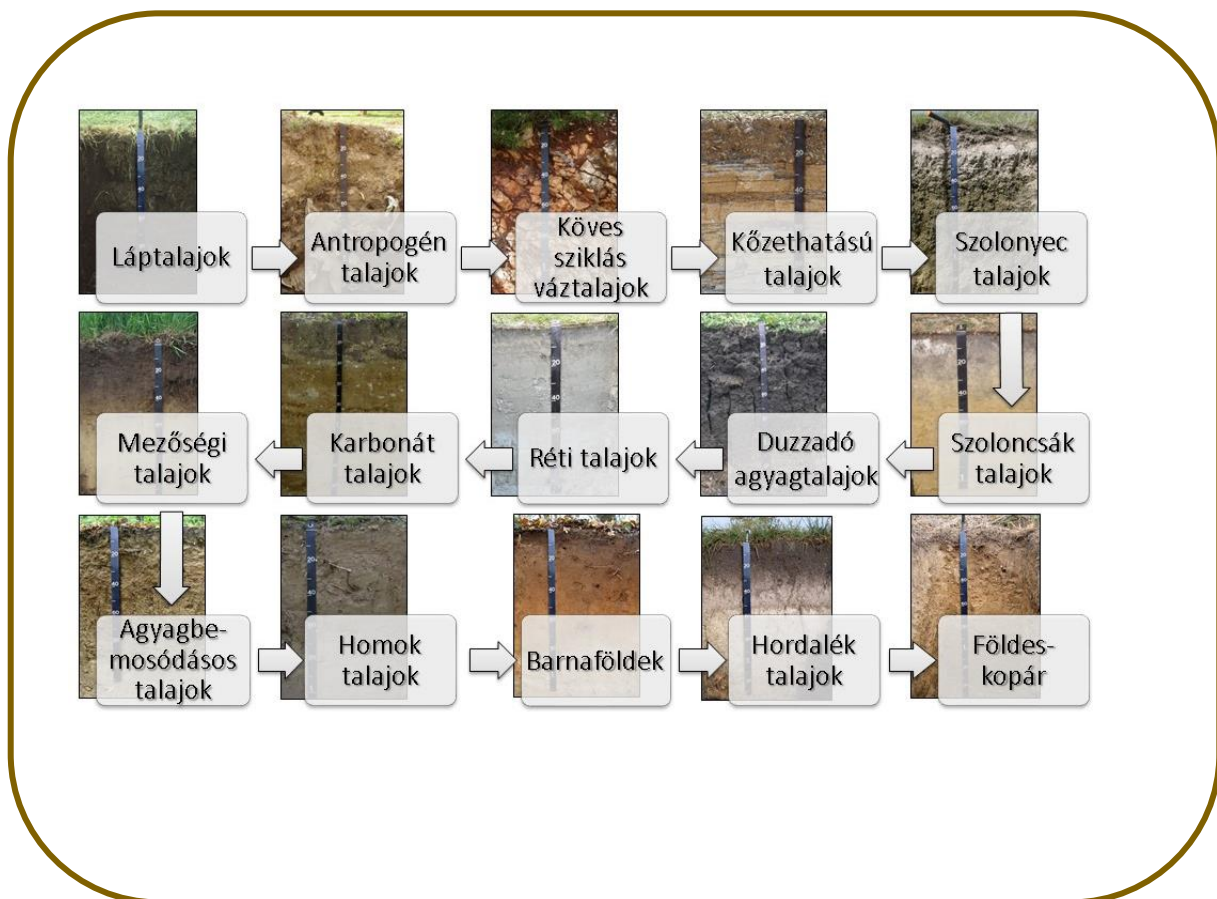 Láptalajok
Antropogén
talajok
Köves
sziklás
váztalajok
Kőzethatású
talajok
Szolonyec
talajok
Mezőségi
talajok
Karbonát
talajok
Réti talajok
Duzzadó
agyagtalajok
Szoloncsák
talajok
Agyagbe-
mosódásos
talajok
Homok
talajok
Barnaföldek
Hordalék
talajok
Földes-
kopár